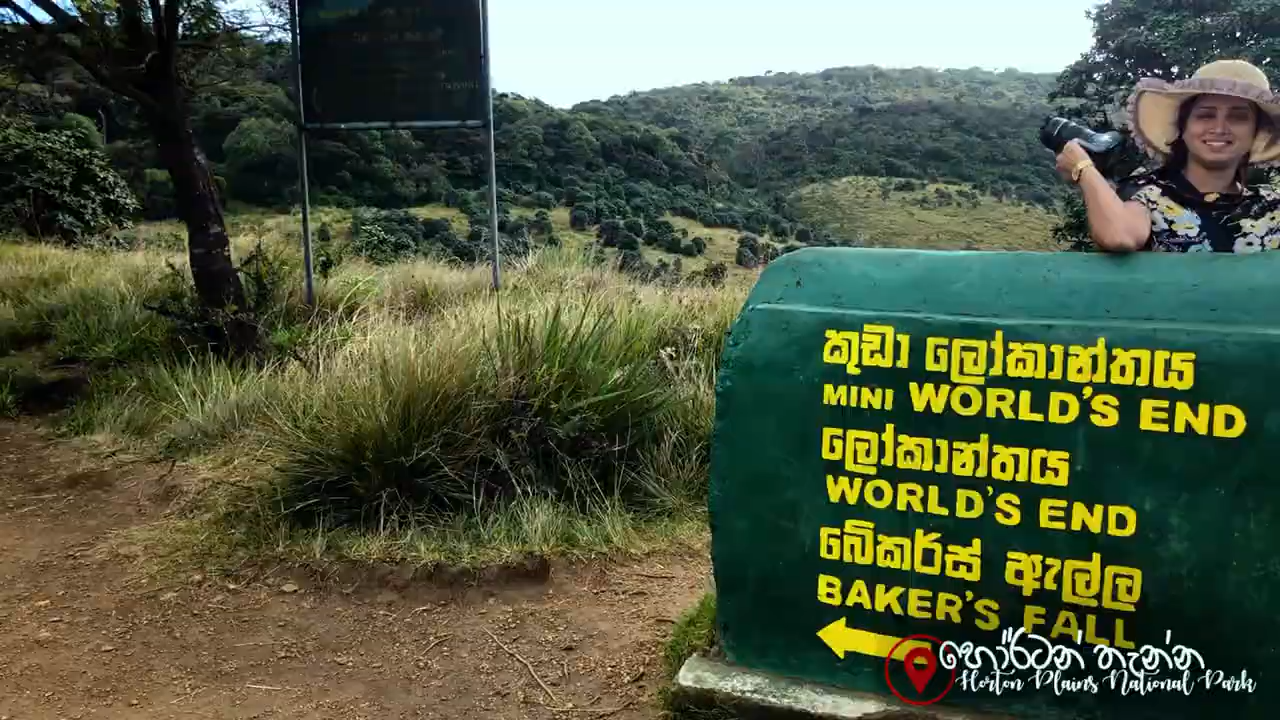 කුඩා ලෝකාන්තය
MINI WORLD'S END
ලෝකාන්තය
WORLD'S END
බේකර්ස් ඇල්ල
BAKER'S FALL
හෝර්ටන් තැන්න
Horton Plains National Park